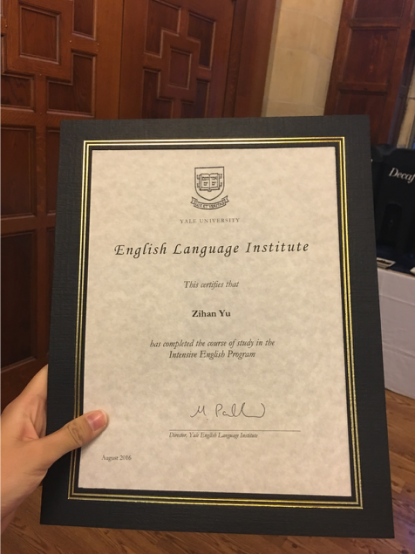 YALE UNIVERSITY
English Language Institute
This certifies that
Zihan Yu
has completed the course of study in the
Intensive English Program
Director, Yale English Language Institute
August 2016
Decaf